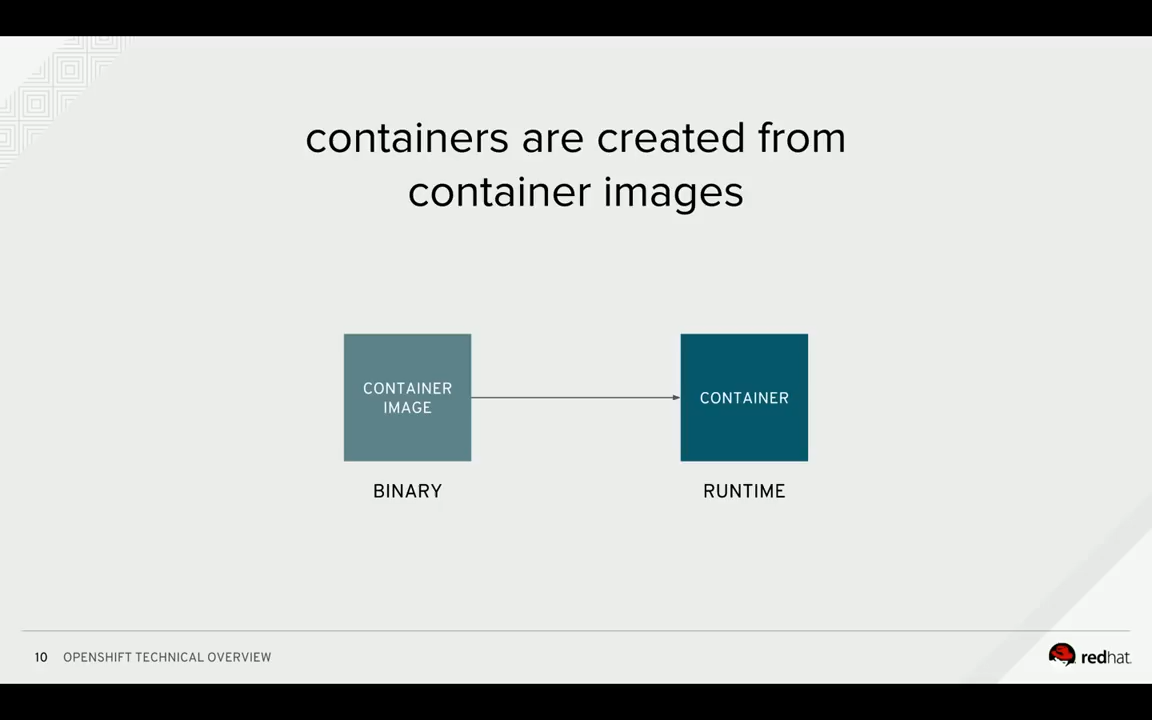 containers are created from
container images
CONTAINER
IMAGE
CONTAINER
BINARY
RUNTIME
10 OPENSHIFT TECHNICAL OVERVIEW
redhat.